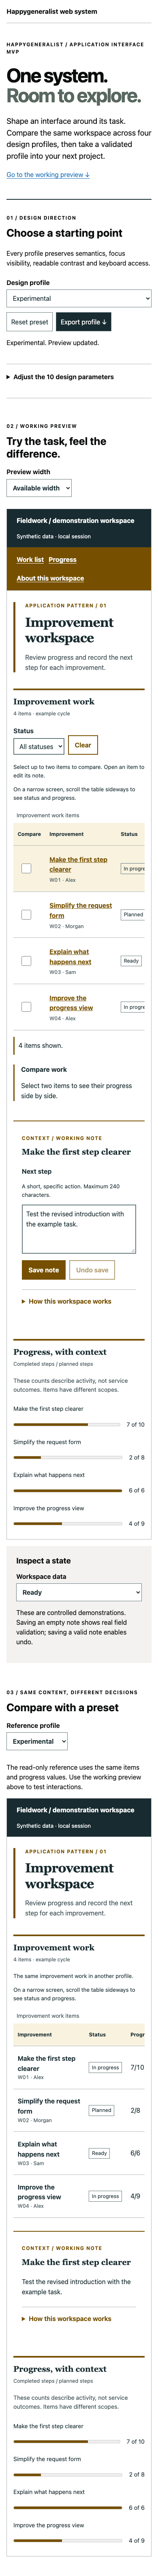 Happygeneralist web system
HAPPYGENERALIST / APPLICATION INTERFACE
MVP
One system.
Room to explore.
Shape an interface around its task.
Compare the same workspace across four
design profiles, then take a validated
profile into your next project.
Go to the working preview ↓
01 / DESIGN DIRECTION
Choose a starting point
Every profile preserves semantics, focus
visibility, readable contrast and keyboard access.
Design profile
Experimental
Reset preset
Export profile ↓
Experimental. Preview updated.
▶ Adjust the 10 design parameters
02 / WORKING PREVIEW
Try the task, feel the
difference.
Preview width
Available width
Fieldwork / demonstration workspace
Synthetic data · local session
Work list Progress
About this workspace
APPLICATION PATTERN / 01
Improvement
workspace
Review progress and record the next
step for each improvement.
Improvement work
4 items · example cycle
Status
All statuses
Clear
Select up to two items to compare. Open an item to
edit its note.
On a narrow screen, scroll the table sideways to
see status and progress.
Improvement work items
Compare Improvement Status
Make the first step
clearer
W01 · Alex
In progre
Simplify the request
form
W02 · Morgan
Planned
Explain what
happens next
W03 · Sam
Ready
Improve the
progress view
W04 · Alex
In progre
4 items shown.
Compare work
Select two items to see their progress
side by side.
CONTEXT / WORKING NOTE
Make the first step clearer
Next step
A short, specific action. Maximum 240
characters.
Test the revised introduction with
the example task.
Save note
Undo save
▶ How this workspace works
Progress, with context
Completed steps / planned steps
These counts describe activity, not service
outcomes. Items have different scopes.
Make the first step clearer
7 of 10
Simplify the request form
2 of 8
Explain what happens next
6 of 6
Improve the progress view
4 of 9
Inspect a state
Workspace data
Ready
These are controlled demonstrations.
Saving an empty note shows real field
validation; saving a valid note enables
undo.
03 / SAME CONTENT, DIFFERENT DECISIONS
Compare with a preset
Reference profile
Experimental
The read-only reference uses the same items
and progress values. Use the working preview
above to test interactions.
Fieldwork / demonstration workspace
Synthetic data · local session
APPLICATION PATTERN / 01
Improvement
workspace
Review progress and record the next
step for each improvement.
Improvement work
4 items · example cycle
The same improvement work in another profile.
On a narrow screen, scroll the table sideways to
see status and progress.
Improvement work items
Improvement Status Progr
Make the first step
clearer
W01 · Alex
In progress
7/10
Simplify the request
form
W02 · Morgan
Planned
2/8
Explain what
happens next
W03 · Sam
Ready
6/6
Improve the
progress view
W04 · Alex
In progress
4/9
CONTEXT / WORKING NOTE
Make the first step clearer
Test the revised introduction with the
example task.
▶ How this workspace works
Progress, with context
Completed steps / planned steps
These counts describe activity, not service
outcomes. Items have different scopes.
Make the first step clearer
7 of 10
Simplify the request form
2 of 8
Explain what happens next
6 of 6
Improve the progress view
4 of 9